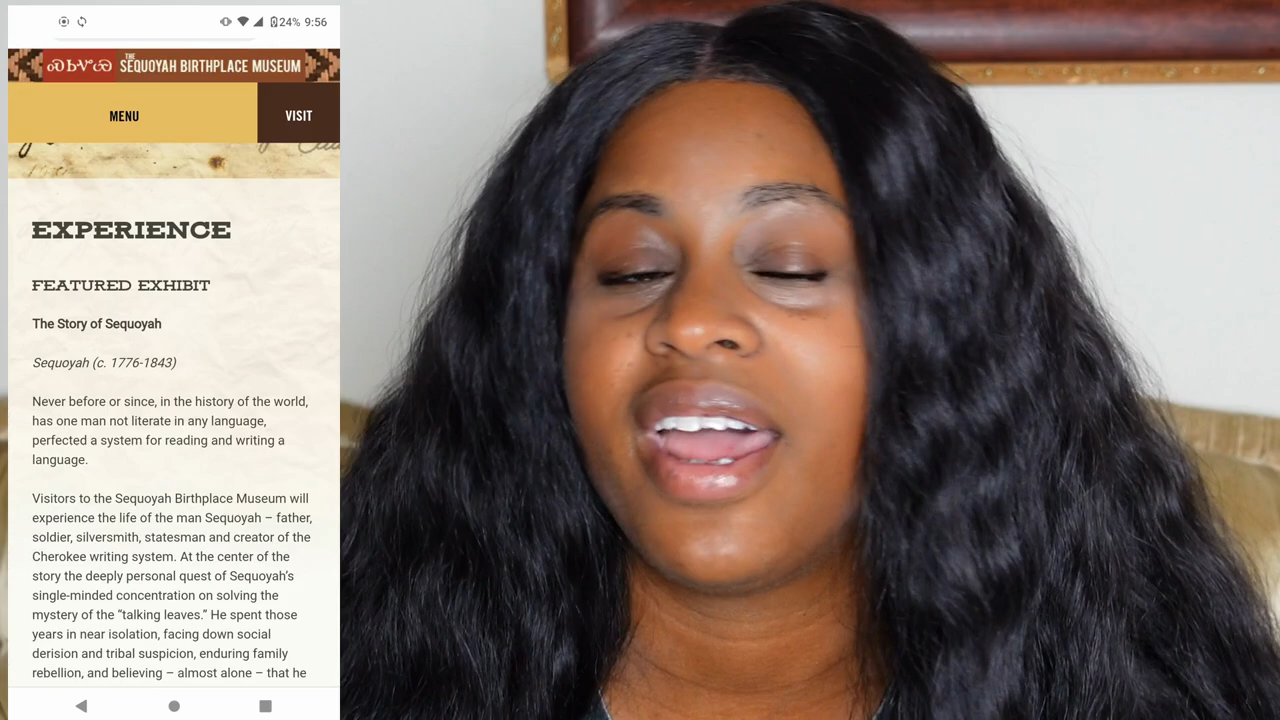 24% 9:56
THE
SEQUOYAH BIRTHPLACE MUSEUM
MENU
VISIT
EXPERIENCE
FEATURED EXHIBIT
The Story of Sequoyah
Sequoyah (c. 1776-1843)
Never before or since, in the history of the world,
has one man not literate in any language,
perfected a system for reading and writing a
language.
Visitors to the Sequoyah Birthplace Museum will
experience the life of the man Sequoyah – father,
soldier, silversmith, statesman and creator of the
Cherokee writing system. At the center of the
story the deeply personal quest of Sequoyah’s
single-minded concentration on solving the
mystery of the “talking leaves.” He spent those
years in near isolation, facing down social
derision and tribal suspicion, enduring family
rebellion, and believing – almost alone – that he